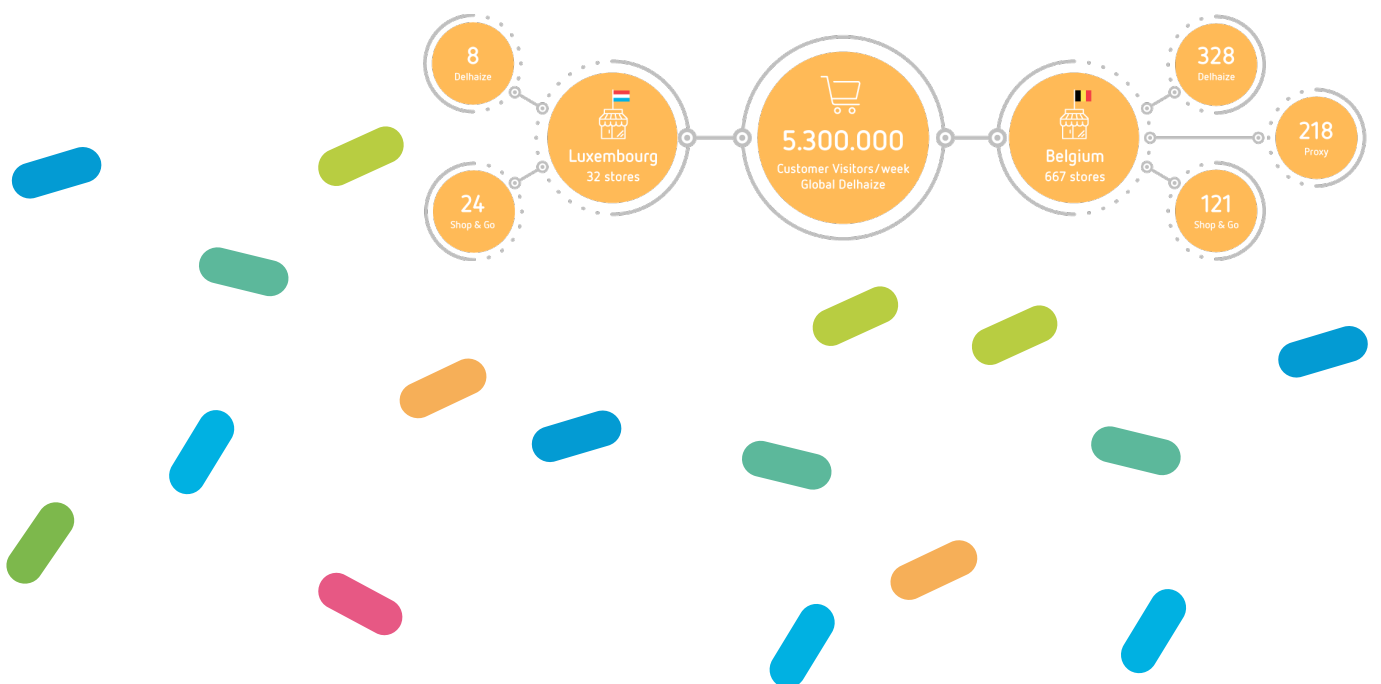 8
Delhaize
24
Shop & Go
Luxembourg
32 stores
5.300.000
Customer Visitors/week
Global Delhaize
Belgium
667 stores
328
Delhaize
218
Proxy
121
Shop & Go